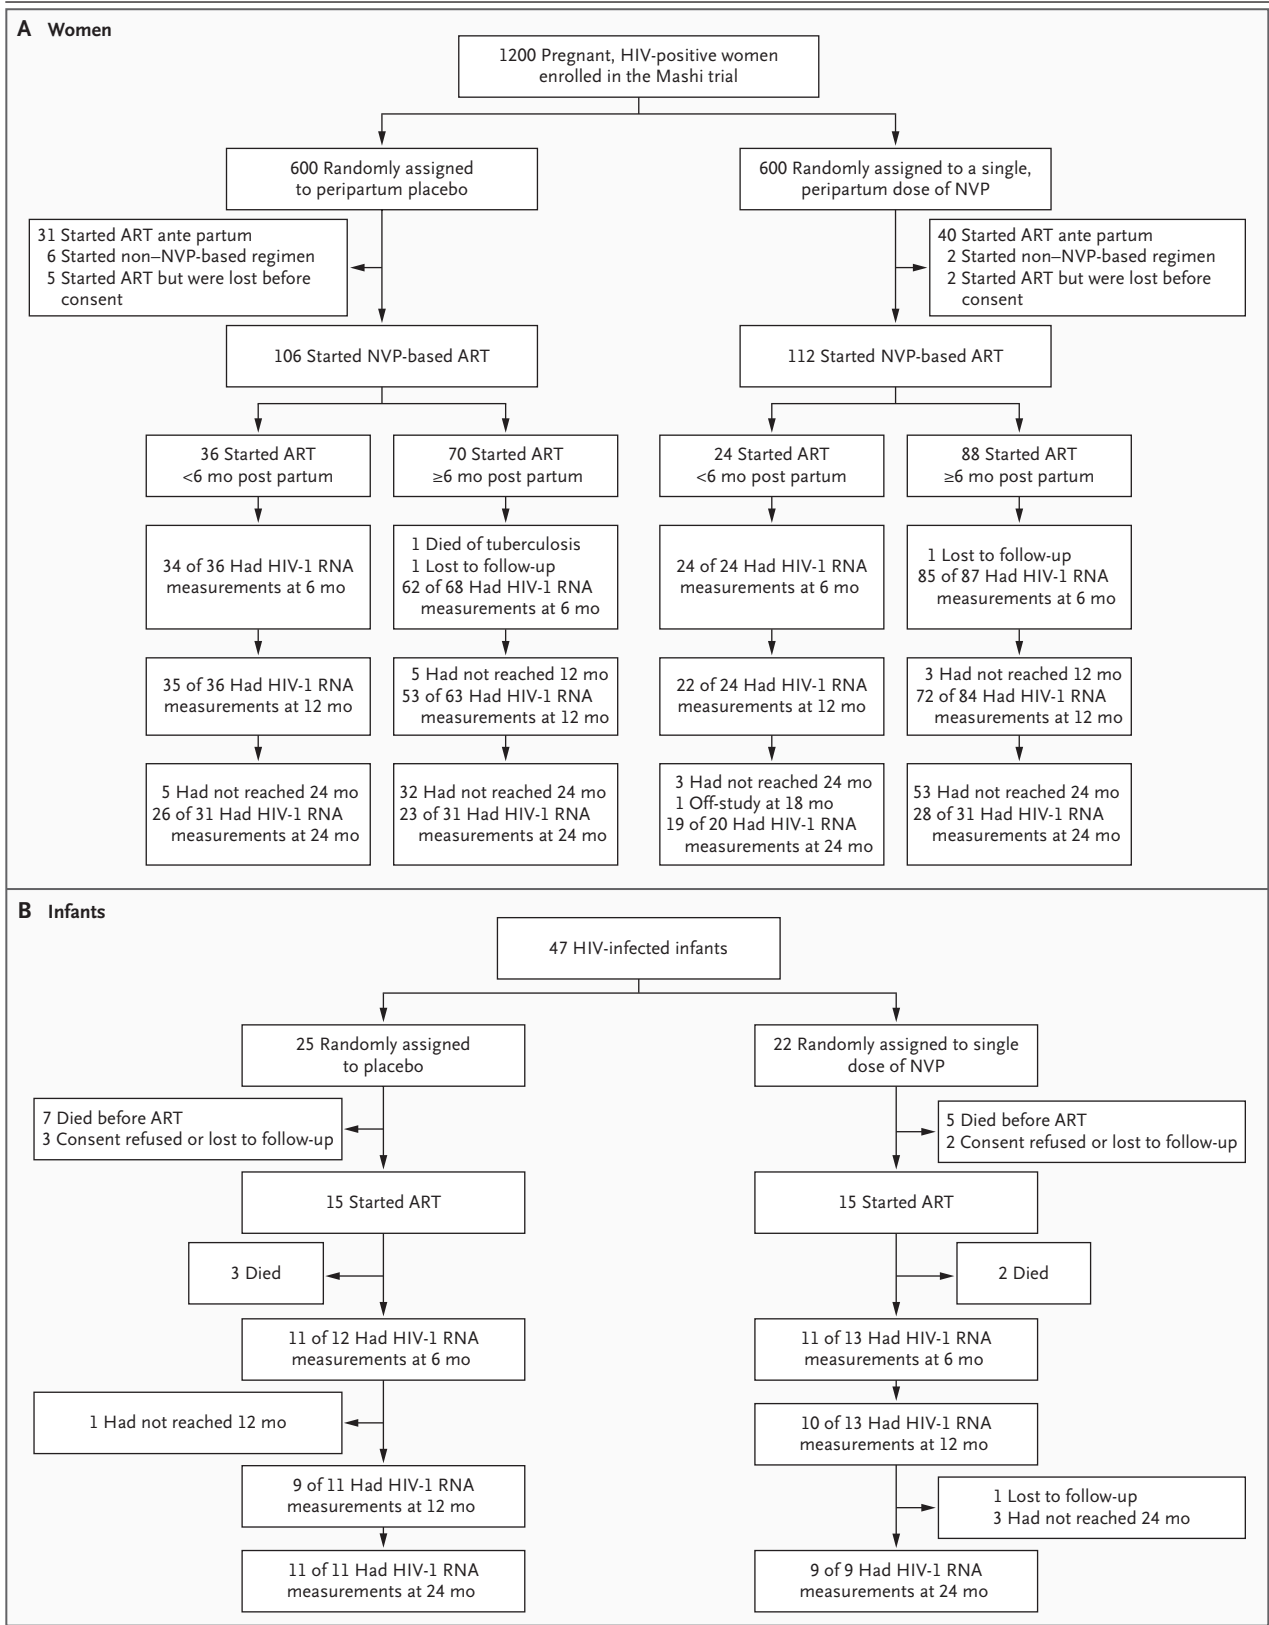 A Women
1200 Pregnant, HIV-positive women
enrolled in the Mashi trial
600 Randomly assigned
to peripartum placebo
600 Randomly assigned to a single,
peripartum dose of NVP
31 Started ART ante partum
6 Started non–NVP-based regimen
5 Started ART but were lost before
consent
40 Started ART ante partum
2 Started non–NVP-based regimen
2 Started ART but were lost before
consent
106 Started NVP-based ART
112 Started NVP-based ART
36 Started ART
<6 mo post partum
70 Started ART
≥6 mo post partum
24 Started ART
<6 mo post partum
88 Started ART
≥6 mo post partum
34 of 36 Had HIV-1 RNA
measurements at 6 mo
1 Died of tuberculosis
1 Lost to follow-up
62 of 68 Had HIV-1 RNA
measurements at 6 mo
24 of 24 Had HIV-1 RNA
measurements at 6 mo
1 Lost to follow-up
85 of 87 Had HIV-1 RNA
measurements at 6 mo
35 of 36 Had HIV-1 RNA
measurements at 12 mo
5 Had not reached 12 mo
53 of 63 Had HIV-1 RNA
measurements at 12 mo
22 of 24 Had HIV-1 RNA
measurements at 12 mo
3 Had not reached 12 mo
72 of 84 Had HIV-1 RNA
measurements at 12 mo
5 Had not reached 24 mo
26 of 31 Had HIV-1 RNA
measurements at 24 mo
32 Had not reached 24 mo
23 of 31 Had HIV-1 RNA
measurements at 24 mo
3 Had not reached 24 mo
1 Off-study at 18 mo
19 of 20 Had HIV-1 RNA
measurements at 24 mo
53 Had not reached 24 mo
28 of 31 Had HIV-1 RNA
measurements at 24 mo
B Infants
47 HIV-infected infants
25 Randomly assigned
to placebo
22 Randomly assigned to single
dose of NVP
7 Died before ART
3 Consent refused or lost to follow-up
5 Died before ART
2 Consent refused or lost to follow-up
15 Started ART
15 Started ART
3 Died
2 Died
11 of 12 Had HIV-1 RNA
measurements at 6 mo
11 of 13 Had HIV-1 RNA
measurements at 6 mo
1 Had not reached 12 mo
10 of 13 Had HIV-1 RNA
measurements at 12 mo
9 of 11 Had HIV-1 RNA
measurements at 12 mo
1 Lost to follow-up
3 Had not reached 24 mo
11 of 11 Had HIV-1 RNA
measurements at 24 mo
9 of 9 Had HIV-1 RNA
measurements at 24 mo